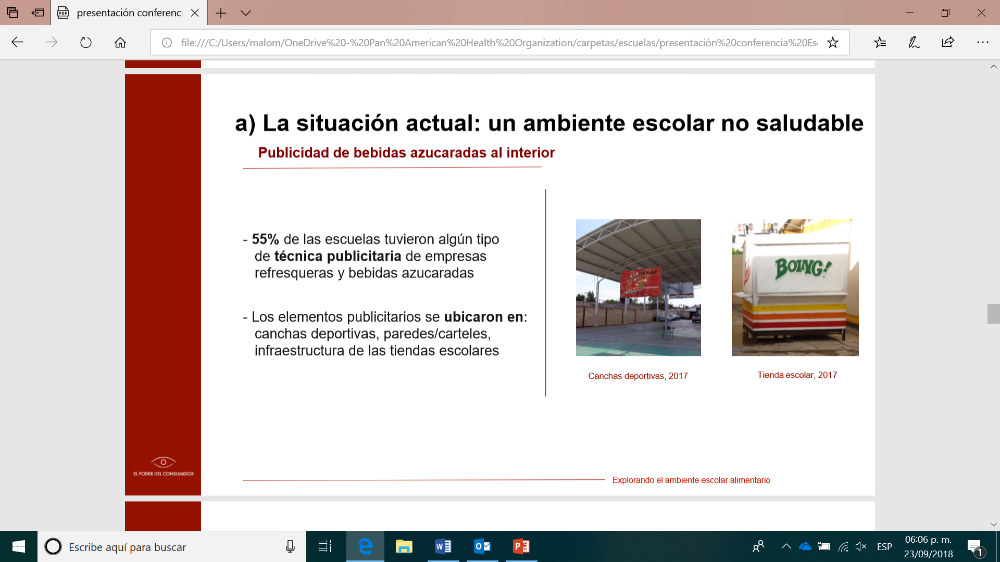 presentación conferenci
file:///C:/Users/malom/OneDrive%20-%20Pan%20American%20Health%20Organization/carpetas/escuelas/presentación%20conferencia%20Es
a) La situación actual: un ambiente escolar no saludable
Publicidad de bebidas azucaradas al interior
- 55% de las escuelas tuvieron algún tipo
de técnica publicitaria de empresas
refresqueras y bebidas azucaradas
- Los elementos publicitarios se ubicaron en:
canchas deportivas, paredes/carteles,
infraestructura de las tiendas escolares
BOING!
Canchas deportivas, 2017
Tienda escolar, 2017
EL PODER DEL CONSUMIDOR
Explorando el ambiente escolar alimentario
Escribe aquí para buscar
ESP
06:06 p. m.
23/09/2018
1